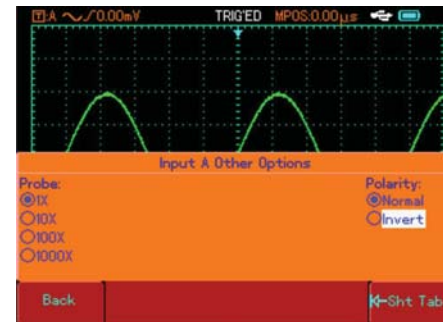 T:A 0.00mV TRIG'ED MPOS:0.00μs
Input A Other Options
Probe: Polarity:
1X Normal
10X Invert
100X
1000X
Back Sht Tab